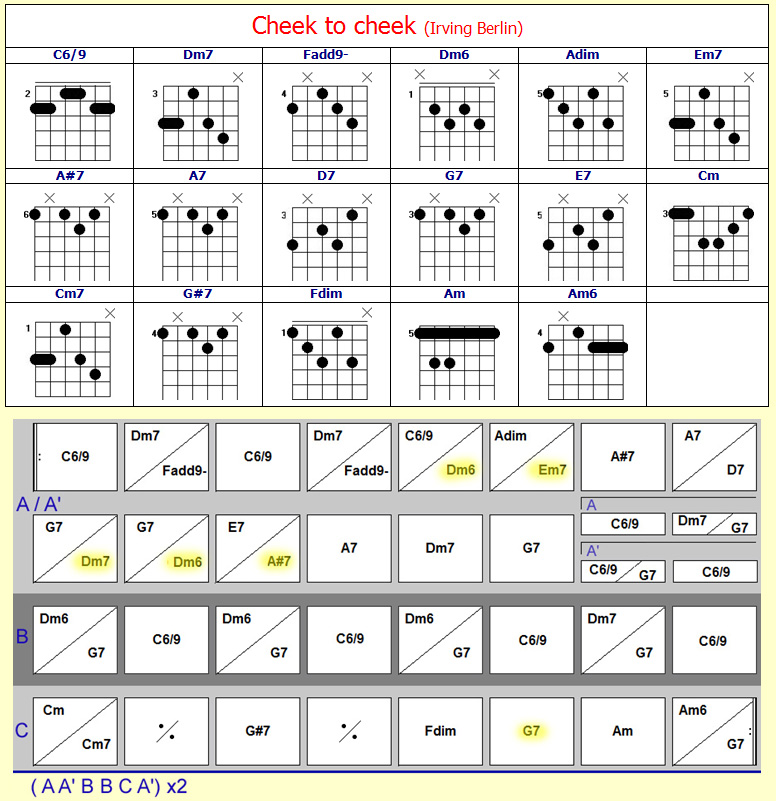 Cheek to cheek (Irving Berlin)
C6/9 Dm7 Fadd9- Dm6 Adim Em7
2 3 4 1 5 5
A#7 A7 D7 G7 E7 Cm
6 5 3 3 5 3
Cm7 G#7 Fdim Am Am6
1 4 1 5 4
A / A'
: C6/9 Dm7 Fadd9- C6/9 Dm7 Fadd9- C6/9 Dm6 Adim Em7 A#7 A7 D7
G7 Dm7 G7 Dm6 E7 A#7 A7 Dm7 G7
A
C6/9 Dm7 G7
A'
C6/9 G7 C6/9
B Dm6 G7 C6/9 Dm6 G7 C6/9 Dm6 G7 C6/9 Dm7 G7 C6/9
C Cm Cm7 ٪ G#7 ٪ Fdim G7 Am Am6 G7 :
( A A' B B C A') x2